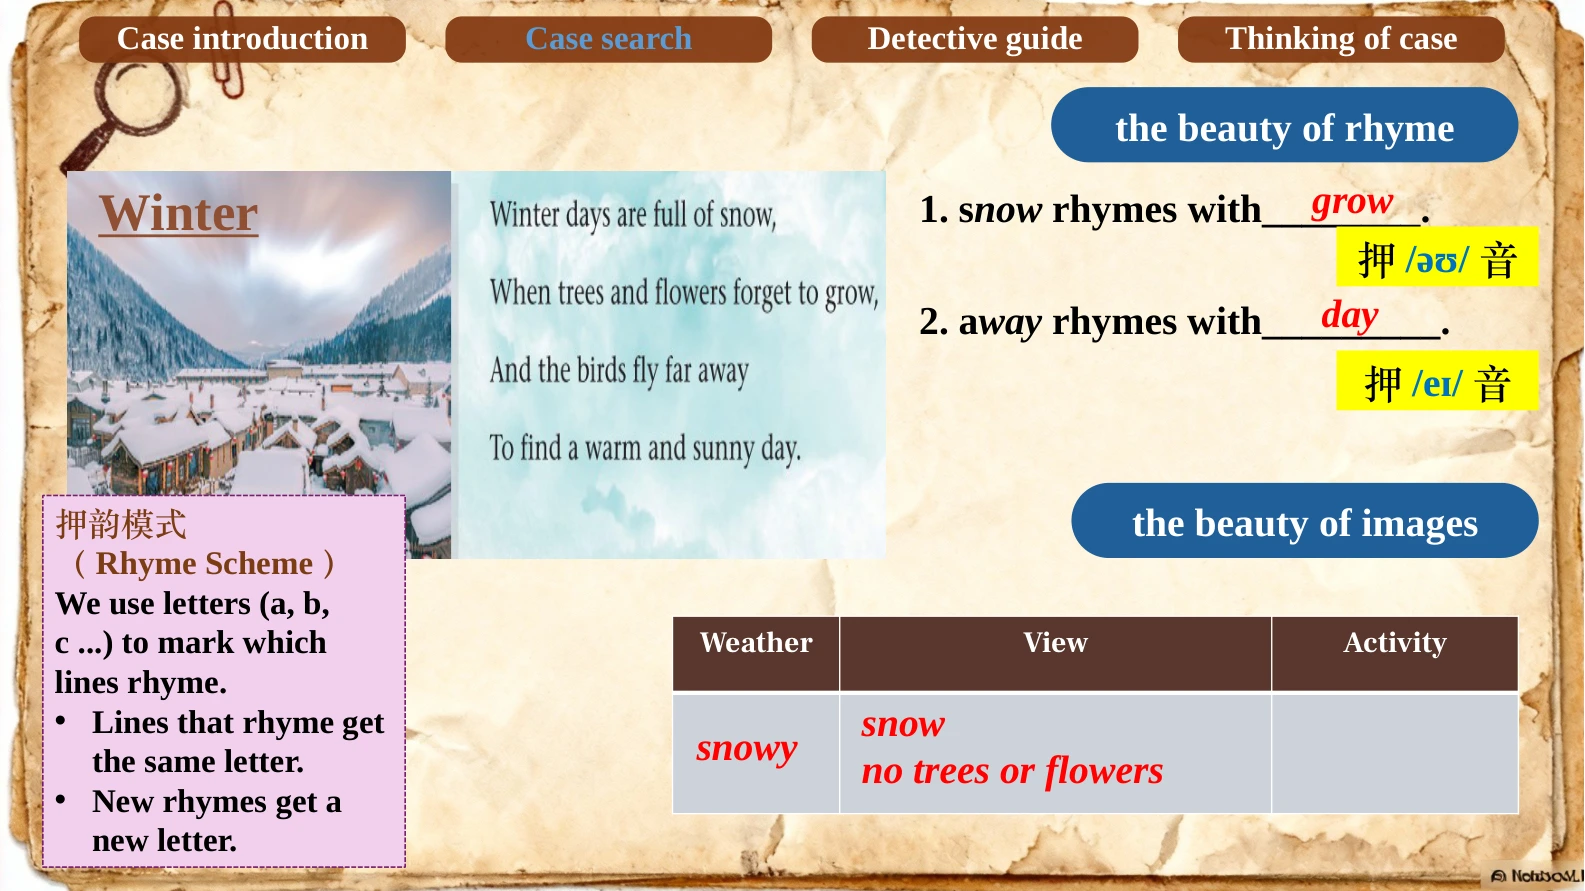 Case introduction
Case search
Detective guide
Thinking of case
the beauty of rhyme
Winter
Winter days are full of snow,
When trees and flowers forget to grow,
And the birds fly far away
To find a warm and sunny day.
1. snow rhymes with________.
grow
押 /əʊ/ 音
2. away rhymes with_________.
day
押 /eɪ/ 音
the beauty of images
押韵模式
（ Rhyme Scheme ）
We use letters (a, b,
c ...) to mark which
lines rhyme.
• Lines that rhyme get
the same letter.
• New rhymes get a
new letter.
Weather View Activity
snowy
snow
no trees or flowers